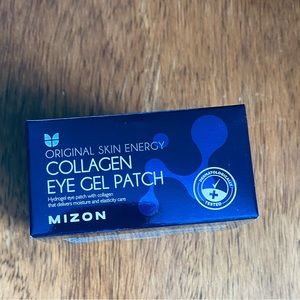 ORIGINAL SKIN ENERGY
COLLAGEN
EYE GEL PATCH
Hydrogel eye patch with collagen
that delivers moisture and elasticity care
MIZON
DERMATOLOGICALLY
TESTED